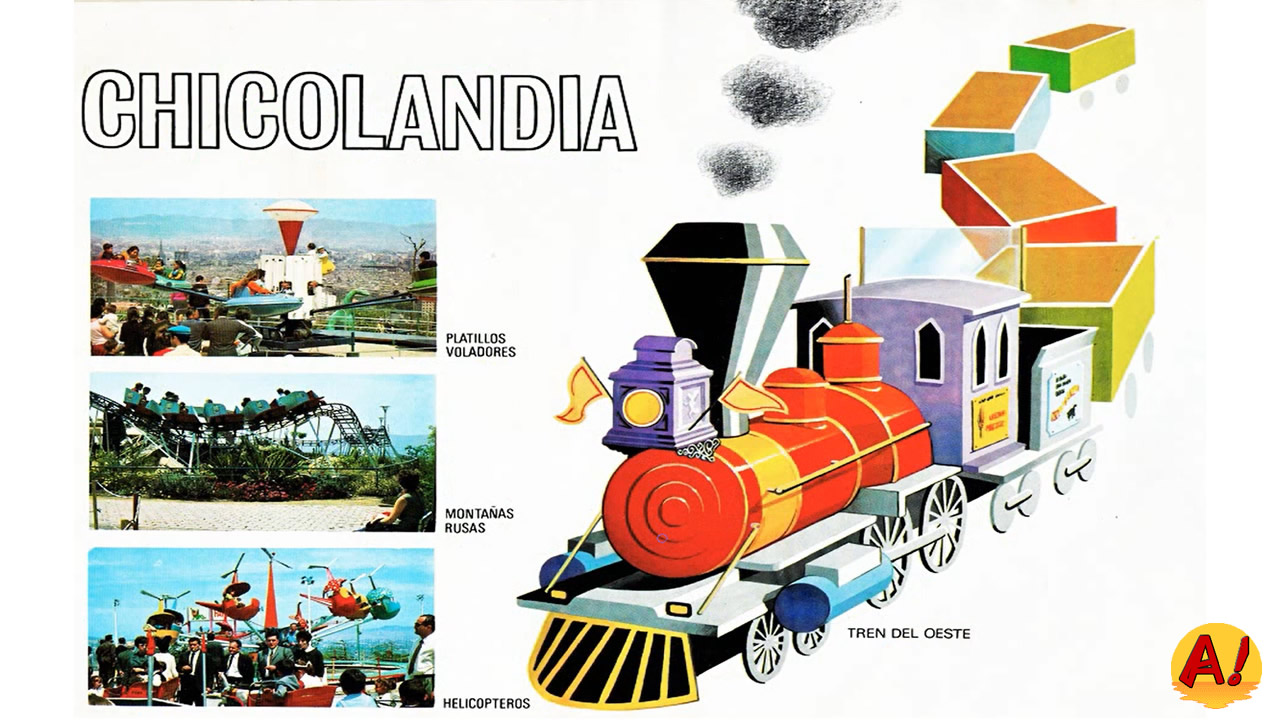 CHICOLANDIA
PLATILLOS
VOLADORES
MONTAÑAS
RUSAS
HELICOPTEROS
TREN DEL OESTE
A!